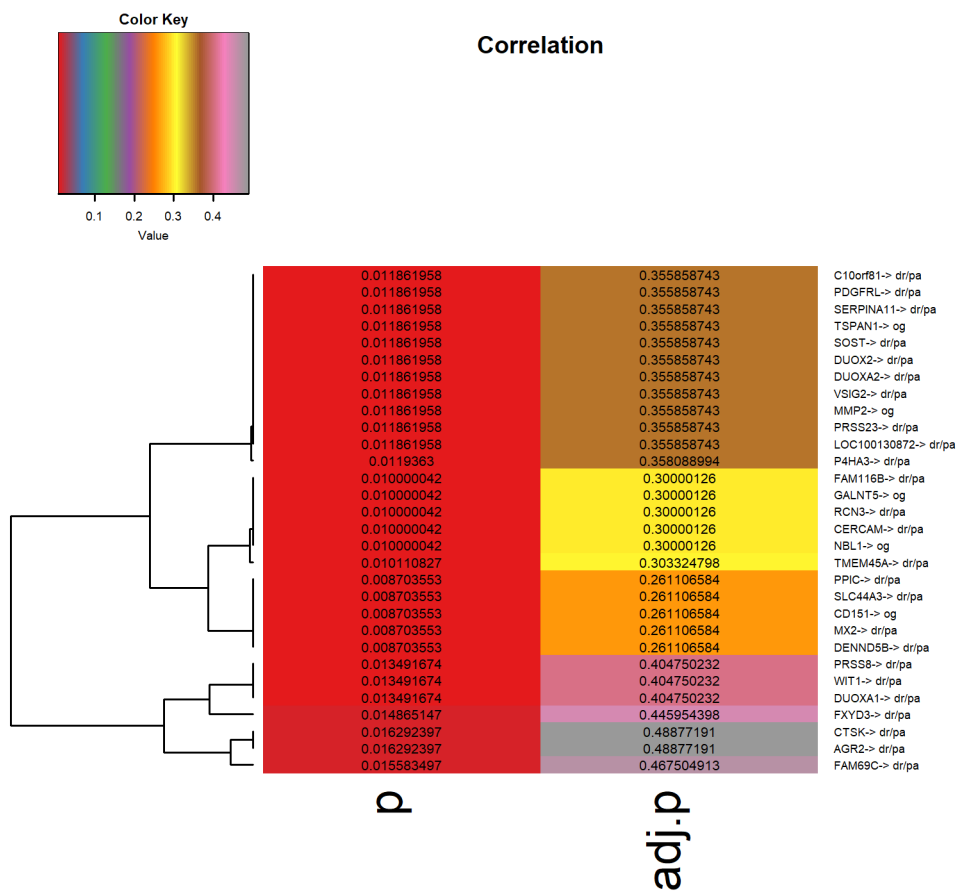 Color Key
Correlation
0.1 0.2 0.3 0.4
Value
0.011861958 0.355858743 C10orf81-> dr/pa
0.011861958 0.355858743 PDGFRL-> dr/pa
0.011861958 0.355858743 SERPINA11-> dr/pa
0.011861958 0.355858743 TSPAN1-> og
0.011861958 0.355858743 SOST-> dr/pa
0.011861958 0.355858743 DUOX2-> dr/pa
0.011861958 0.355858743 DUOXA2-> dr/pa
0.011861958 0.355858743 VSIG2-> dr/pa
0.011861958 0.355858743 MMP2-> og
0.011861958 0.355858743 PRSS23-> dr/pa
0.011861958 0.355858743 LOC100130872-> dr/pa
0.0119363 0.358088994 P4HA3-> dr/pa
0.010000042 0.30000126 FAM116B-> dr/pa
0.010000042 0.30000126 GALNT5-> og
0.010000042 0.30000126 RCN3-> dr/pa
0.010000042 0.30000126 CERCAM-> dr/pa
0.010000042 0.30000126 NBL1-> og
0.010110827 0.303324798 TMEM45A-> dr/pa
0.008703553 0.261106584 PPIC-> dr/pa
0.008703553 0.261106584 SLC44A3-> dr/pa
0.008703553 0.261106584 CD151-> og
0.008703553 0.261106584 MX2-> dr/pa
0.008703553 0.261106584 DENND5B-> dr/pa
0.013491674 0.404750232 PRSS8-> dr/pa
0.013491674 0.404750232 WIT1-> dr/pa
0.013491674 0.404750232 DUOXA1-> dr/pa
0.014865147 0.445954398 FXYD3-> dr/pa
0.016292397 0.48877191 CTSK-> dr/pa
0.016292397 0.48877191 AGR2-> dr/pa
0.015583497 0.467504913 FAM69C-> dr/pa
p adj.p